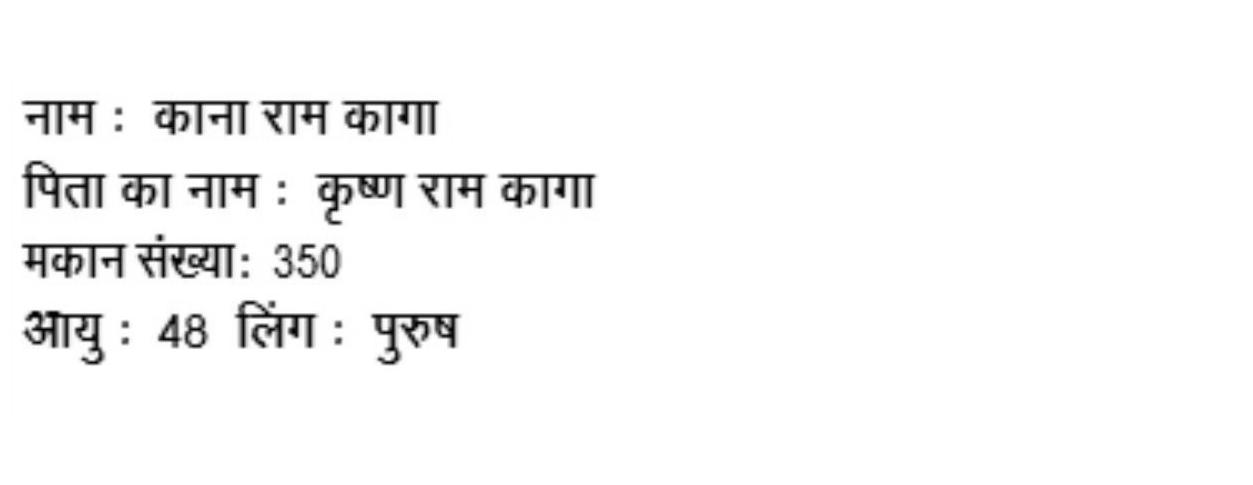 नाम : काना राम कागा
पिता का नाम : कृष्ण राम कागा
मकान संख्या: 350
आयु : 48 लिंग : पुरुष